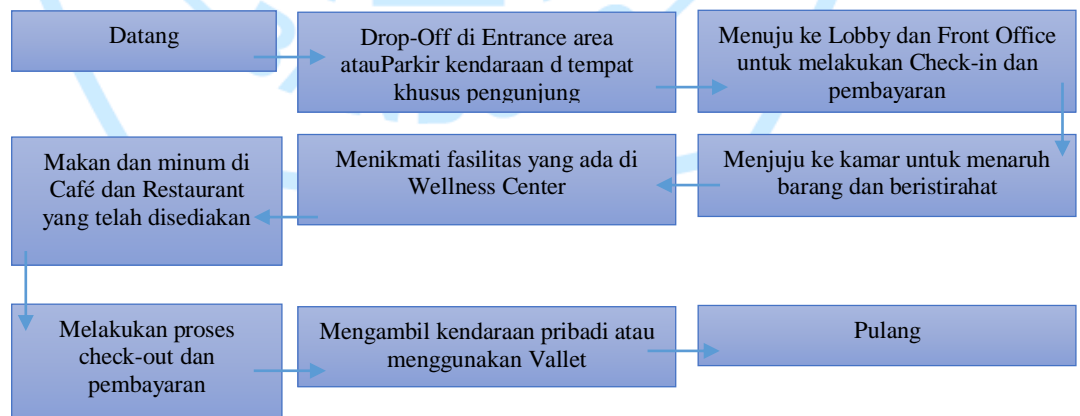 Datang
Drop-Off di Entrance area
atauParkir kendaraan d tempat
khusus pengunjung
Menuju ke Lobby dan Front Office
untuk melakukan Check-in dan
pembayaran
Menjuju ke kamar untuk menaruh
barang dan beristirahat
Menikmati fasilitas yang ada di
Wellness Center
Makan dan minum di
Café dan Restaurant
yang telah disediakan
Melakukan proses
check-out dan
pembayaran
Mengambil kendaraan pribadi atau
menggunakan Vallet
Pulang